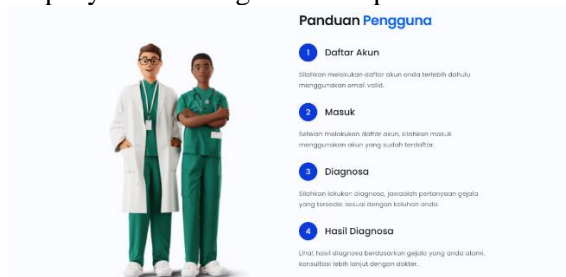 Panduan Pengguna
1 Daftar Akun
Silahkan melakukan daftar akun anda terlebih dahulu
menggunakan email valid.
2 Masuk
Setelah melakukan daftar akun, silahkan masuk
menggunakan akun yang sudah terdaftar.
3 Diagnosa
Silahkan lakukan diagnosa, jawablah pertanyaan gejala
yang tersedia sesuai dengan keluhan anda.
4 Hasil Diagnosa
Lihat hasil diagnosa berdasarkan gejala yang anda alami,
konsultasi lebih lanjut dengan dokter.